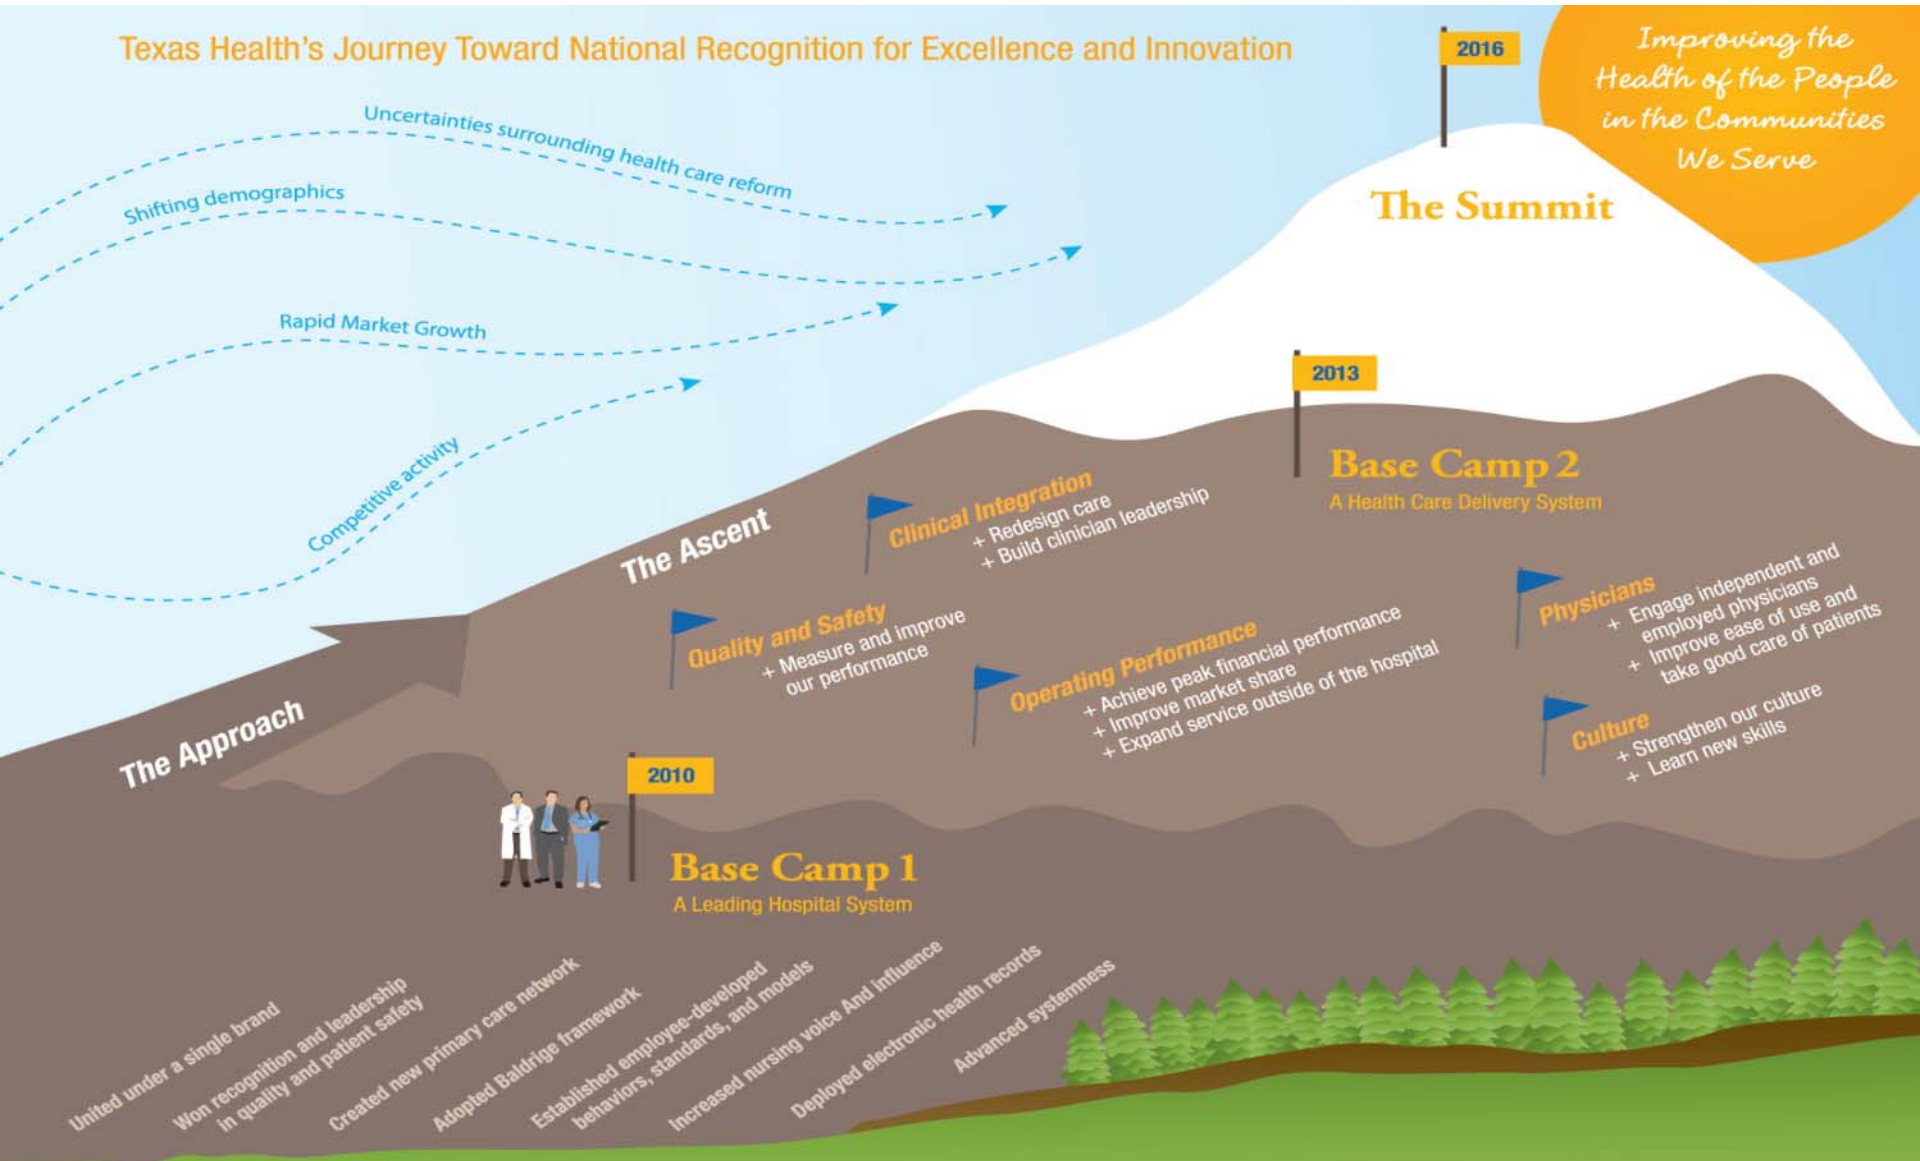 Texas Health's Journey Toward National Recognition for Excellence and Innovation
2016
Improving the
Health of the People
in the Communities
We Serve
Uncertainties surrounding health care reform
Shifting demographics
The Summit
Rapid Market Growth
2013
Competitive activity
Base Camp 2
A Health Care Delivery System
The Ascent
Clinical Integration
+ Redesign care
+ Build clinician leadership
Quality and Safety
+ Measure and improve
our performance
Operating Performance
+ Achieve peak financial performance
+ Improve market share
+ Expand service outside of the hospital
Physicians
+ Engage independent and
employed physicians
+ Improve ease of use and
take good care of patients
Culture
+ Strengthen our culture
+ Learn new skills
The Approach
2010
Base Camp 1
A Leading Hospital System
United under a single brand
Won recognition and leadership
in quality and patient safety
Created new primary care network
Adopted Baldrige framework
Established employee-developed
behaviors, standards, and models
Increased nursing voice And influence
Deployed electronic health records
Advanced systemness